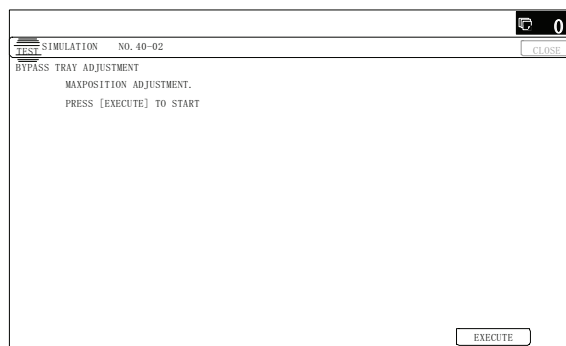 0
TEST SIMULATION NO.40-02
CLOSE
BYPASS TRAY ADJUSTMENT
MAXPOSITION ADJUSTMENT.
PRESS [EXECUTE] TO START
EXECUTE